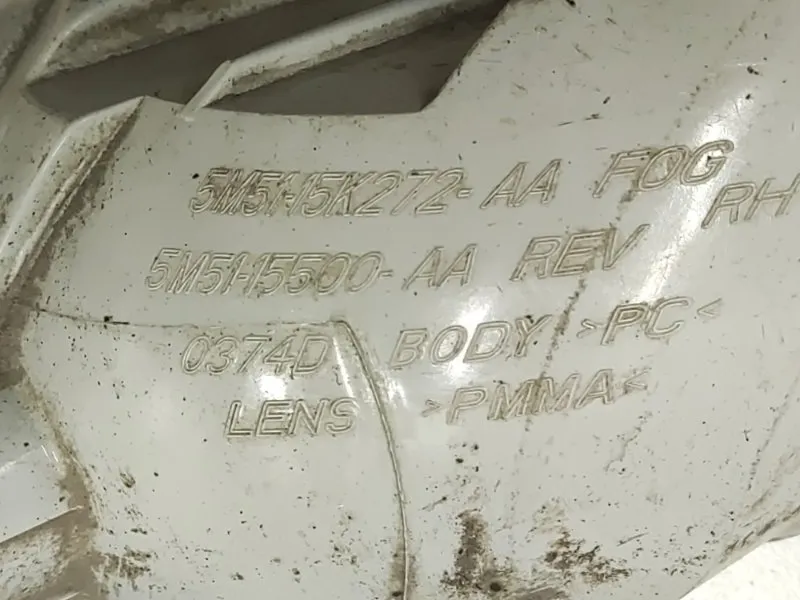 5M51-15K272-AA FOG
RH
5M51-15500-AA REV
0374D BODY >PC<
LENS >PMMA<